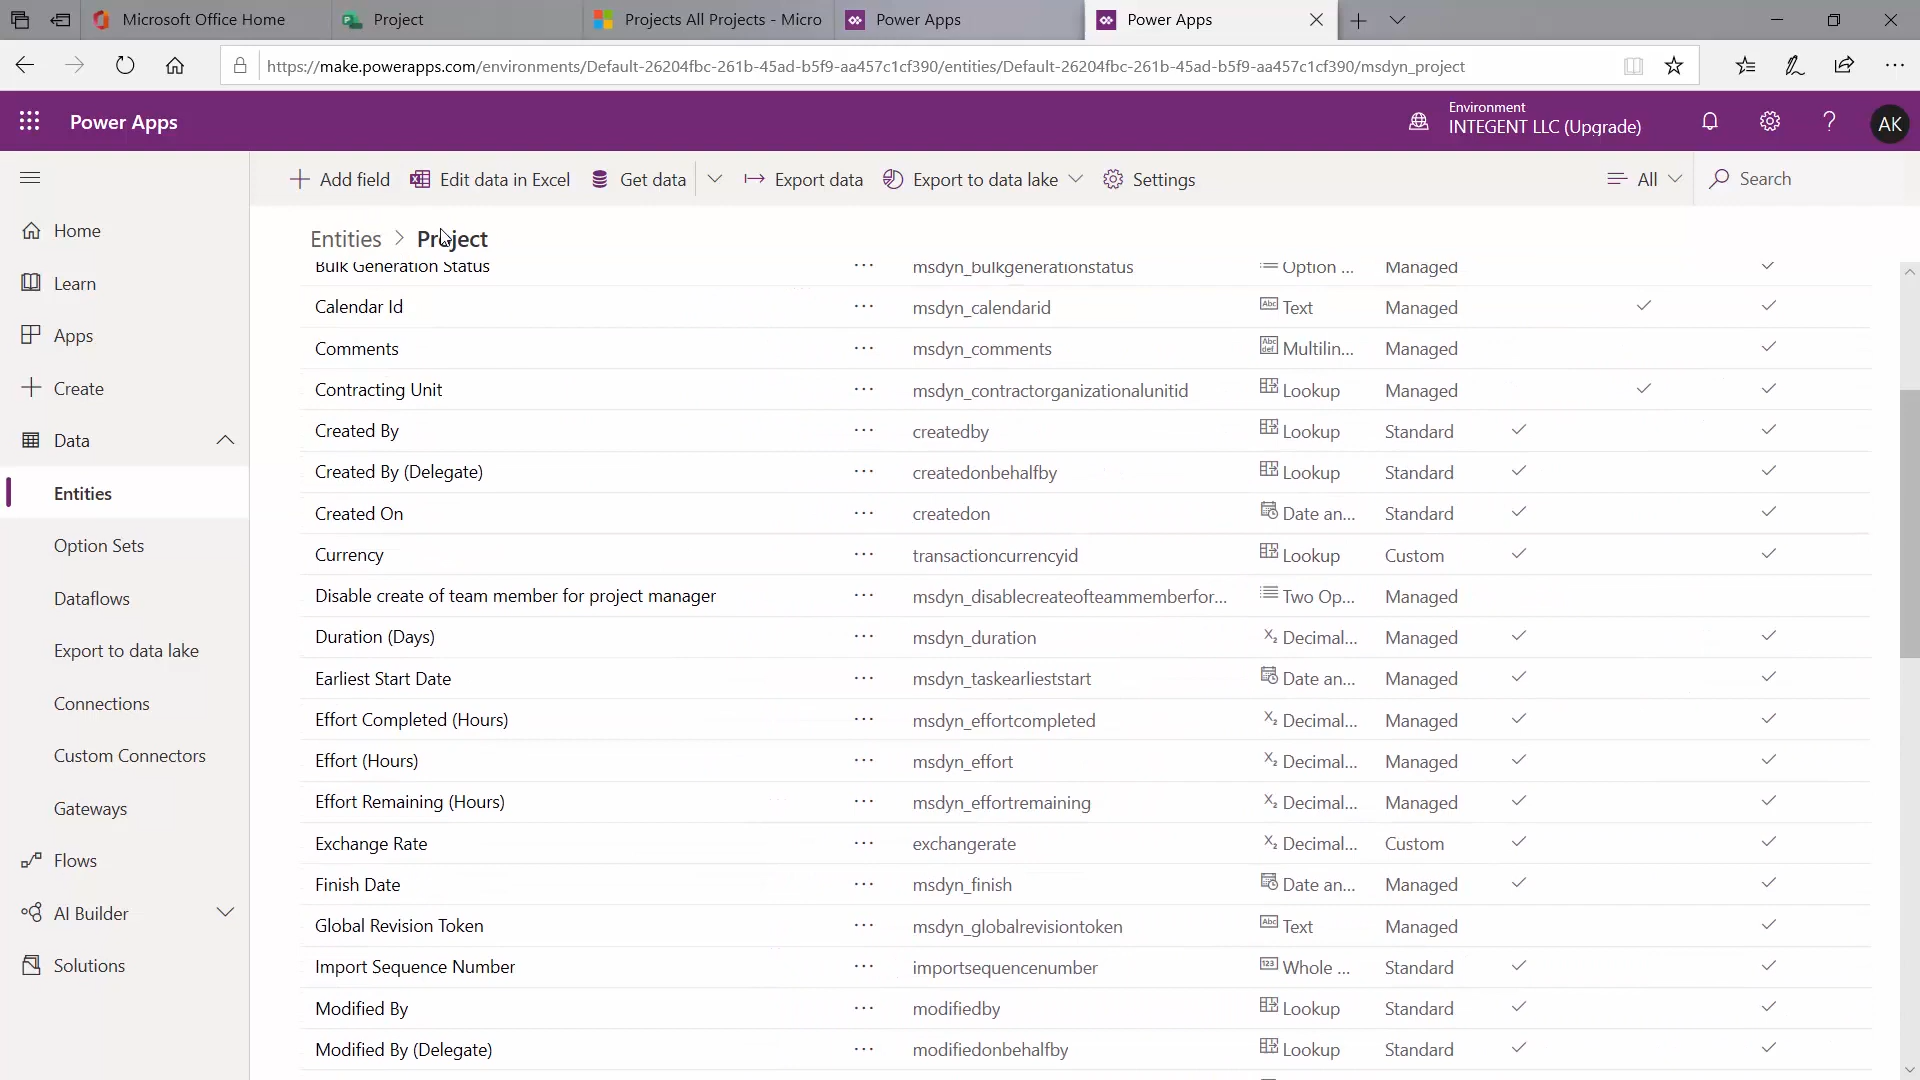 Microsoft Office Home
Project
Projects All Projects - Micro
Power Apps
Power Apps
https://make.powerapps.com/environments/Default-26204fbc-261b-45ad-b5f9-aa457c1cf390/entities/Default-26204fbc-261b-45ad-b5f9-aa457c1cf390/msdyn_project
Power Apps
Environment
INTEGENT LLC (Upgrade)
AK
Add field
Edit data in Excel
Get data
Export data
Export to data lake
Settings
All
Search
Home
Learn
Apps
Create
Data
Entities
Option Sets
Dataflows
Export to data lake
Connections
Custom Connectors
Gateways
Flows
AI Builder
Solutions
Entities > Project
Bulk Generation Status ... msdyn_bulkgenerationstatus Option ... Managed
Calendar Id ... msdyn_calendarid Abc Text Managed
Comments ... msdyn_comments Abc def Multilin... Managed
Contracting Unit ... msdyn_contractorganizationalunitid Lookup Managed
Created By ... createdby Lookup Standard
Created By (Delegate) ... createdonbehalfby Lookup Standard
Created On ... createdon Date an... Standard
Currency ... transactioncurrencyid Lookup Custom
Disable create of team member for project manager ... msdyn_disablecreateofteammemberfor... Two Op... Managed
Duration (Days) ... msdyn_duration X₂ Decimal... Managed
Earliest Start Date ... msdyn_taskearlieststart Date an... Managed
Effort Completed (Hours) ... msdyn_effortcompleted X₂ Decimal... Managed
Effort (Hours) ... msdyn_effort X₂ Decimal... Managed
Effort Remaining (Hours) ... msdyn_effortremaining X₂ Decimal... Managed
Exchange Rate ... exchangerate X₂ Decimal... Custom
Finish Date ... msdyn_finish Date an... Managed
Global Revision Token ... msdyn_globalrevisiontoken Abc Text Managed
Import Sequence Number ... importsequencenumber 123 Whole ... Standard
Modified By ... modifiedby Lookup Standard
Modified By (Delegate) ... modifiedonbehalfby Lookup Standard